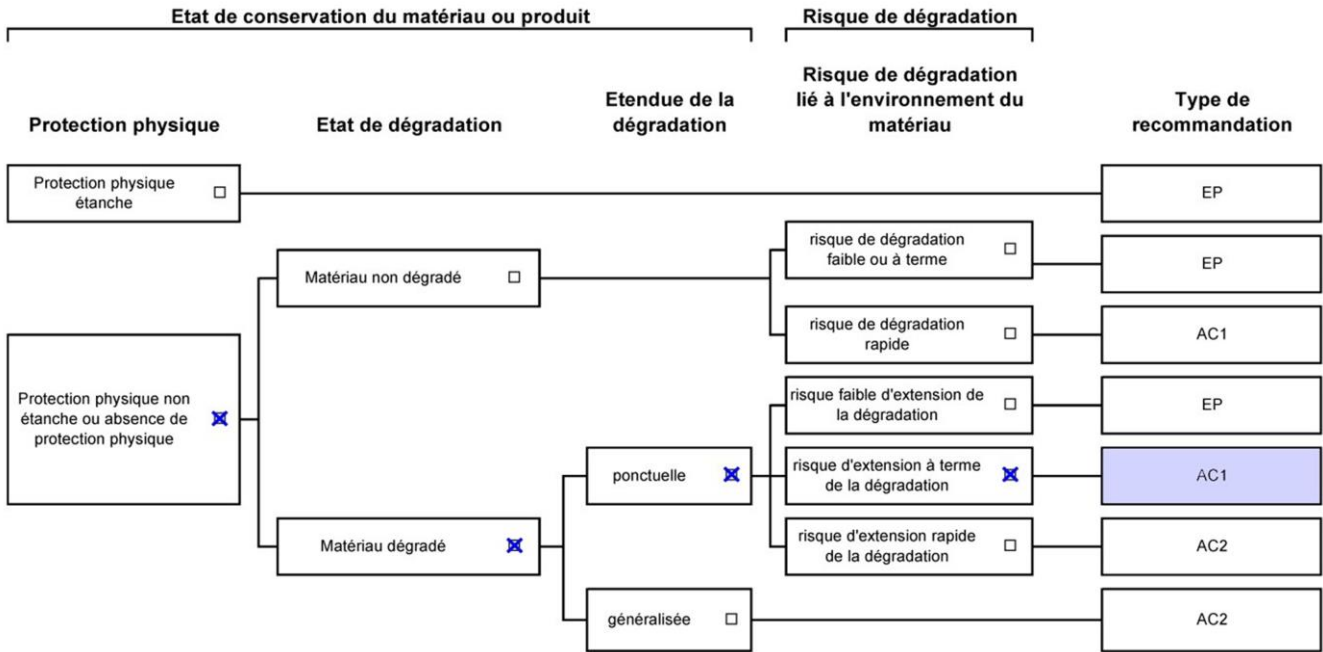 Etat de conservation du matériau ou produit
Risque de dégradation
Protection physique
Etat de dégradation
Etendue de la
dégradation
Risque de dégradation
lié à l'environnement du
matériau
Type de
recommandation
Protection physique
étanche
EP
risque de dégradation
faible ou à terme
EP
Matériau non dégradé
risque de dégradation
rapide
AC1
Protection physique non
étanche ou absence de
protection physique
risque faible d'extension de
la dégradation
EP
ponctuelle
risque d'extension à terme
de la dégradation
AC1
Matériau dégradé
risque d'extension rapide
de la dégradation
AC2
généralisée
AC2